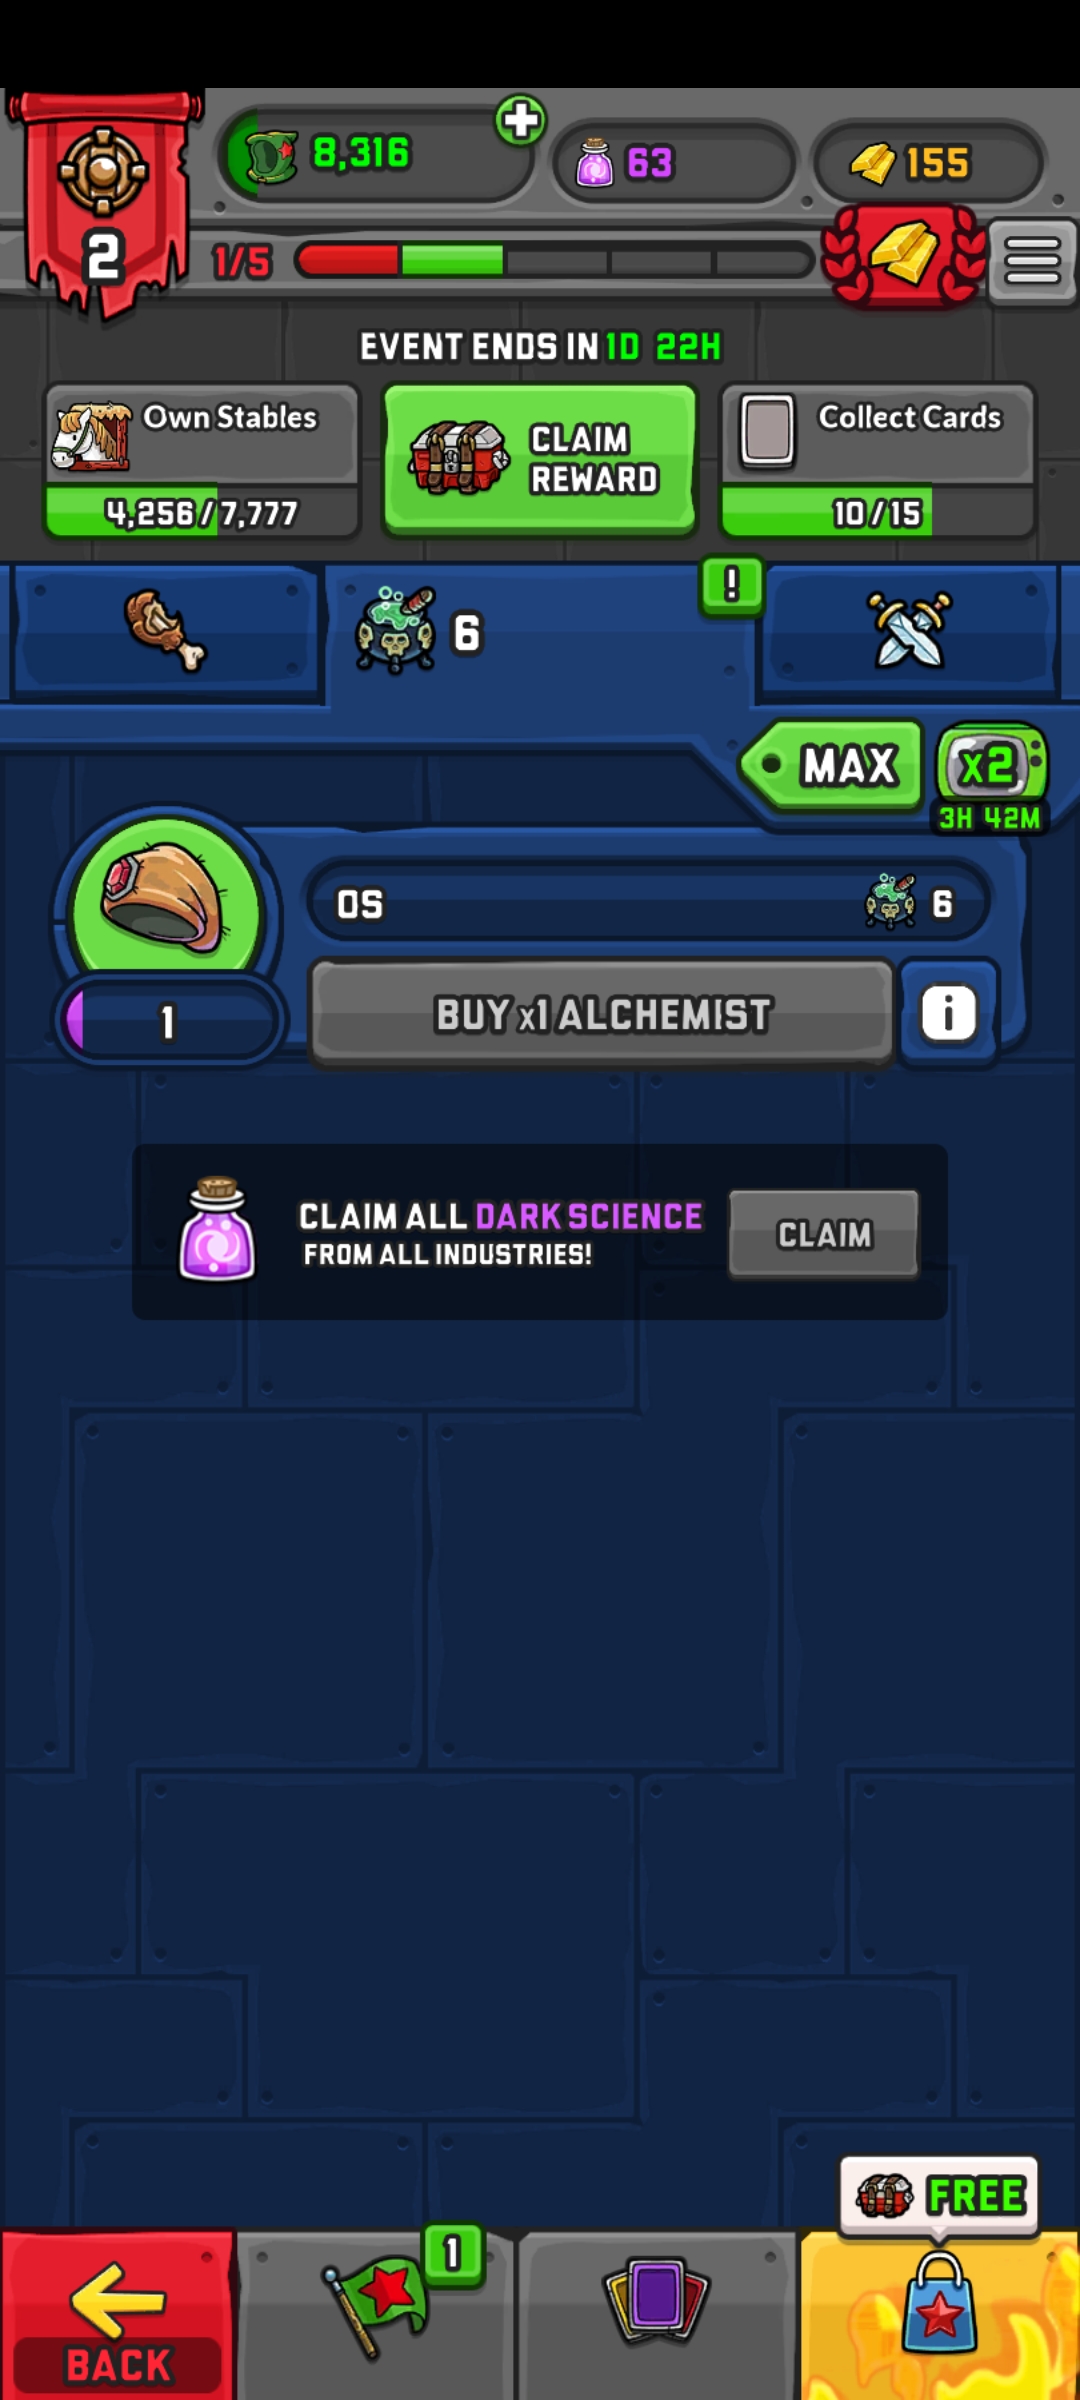 8,316
63
155
2
1/5
EVENT ENDS IN 1D 22H
Own Stables
4,256/7,777
CLAIM
REWARD
Collect Cards
10/15
6
!
MAX
x2
3H 42M
0S
6
1
BUY x1 ALCHEMIST
i
CLAIM ALL DARK SCIENCE
FROM ALL INDUSTRIES!
CLAIM
FREE
1
BACK